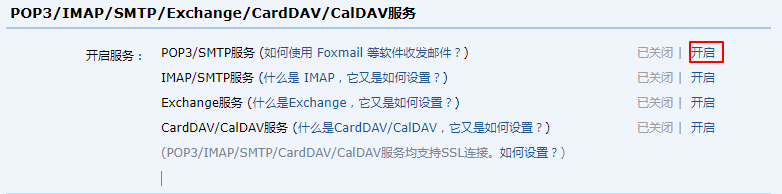 POP3/IMAP/SMTP/Exchange/CardDAV/CalDAV服务
开启服务： POP3/SMTP服务 (如何使用 Foxmail 等软件收发邮件？) 已关闭 | 开启
IMAP/SMTP服务 (什么是 IMAP，它又是如何设置？) 已关闭 | 开启
Exchange服务 (什么是Exchange，它又是如何设置？) 已关闭 | 开启
CardDAV/CalDAV服务 (什么是CardDAV/CalDAV，它又是如何设置？) 已关闭 | 开启
(POP3/IMAP/SMTP/CardDAV/CalDAV服务均支持SSL连接。如何设置？)